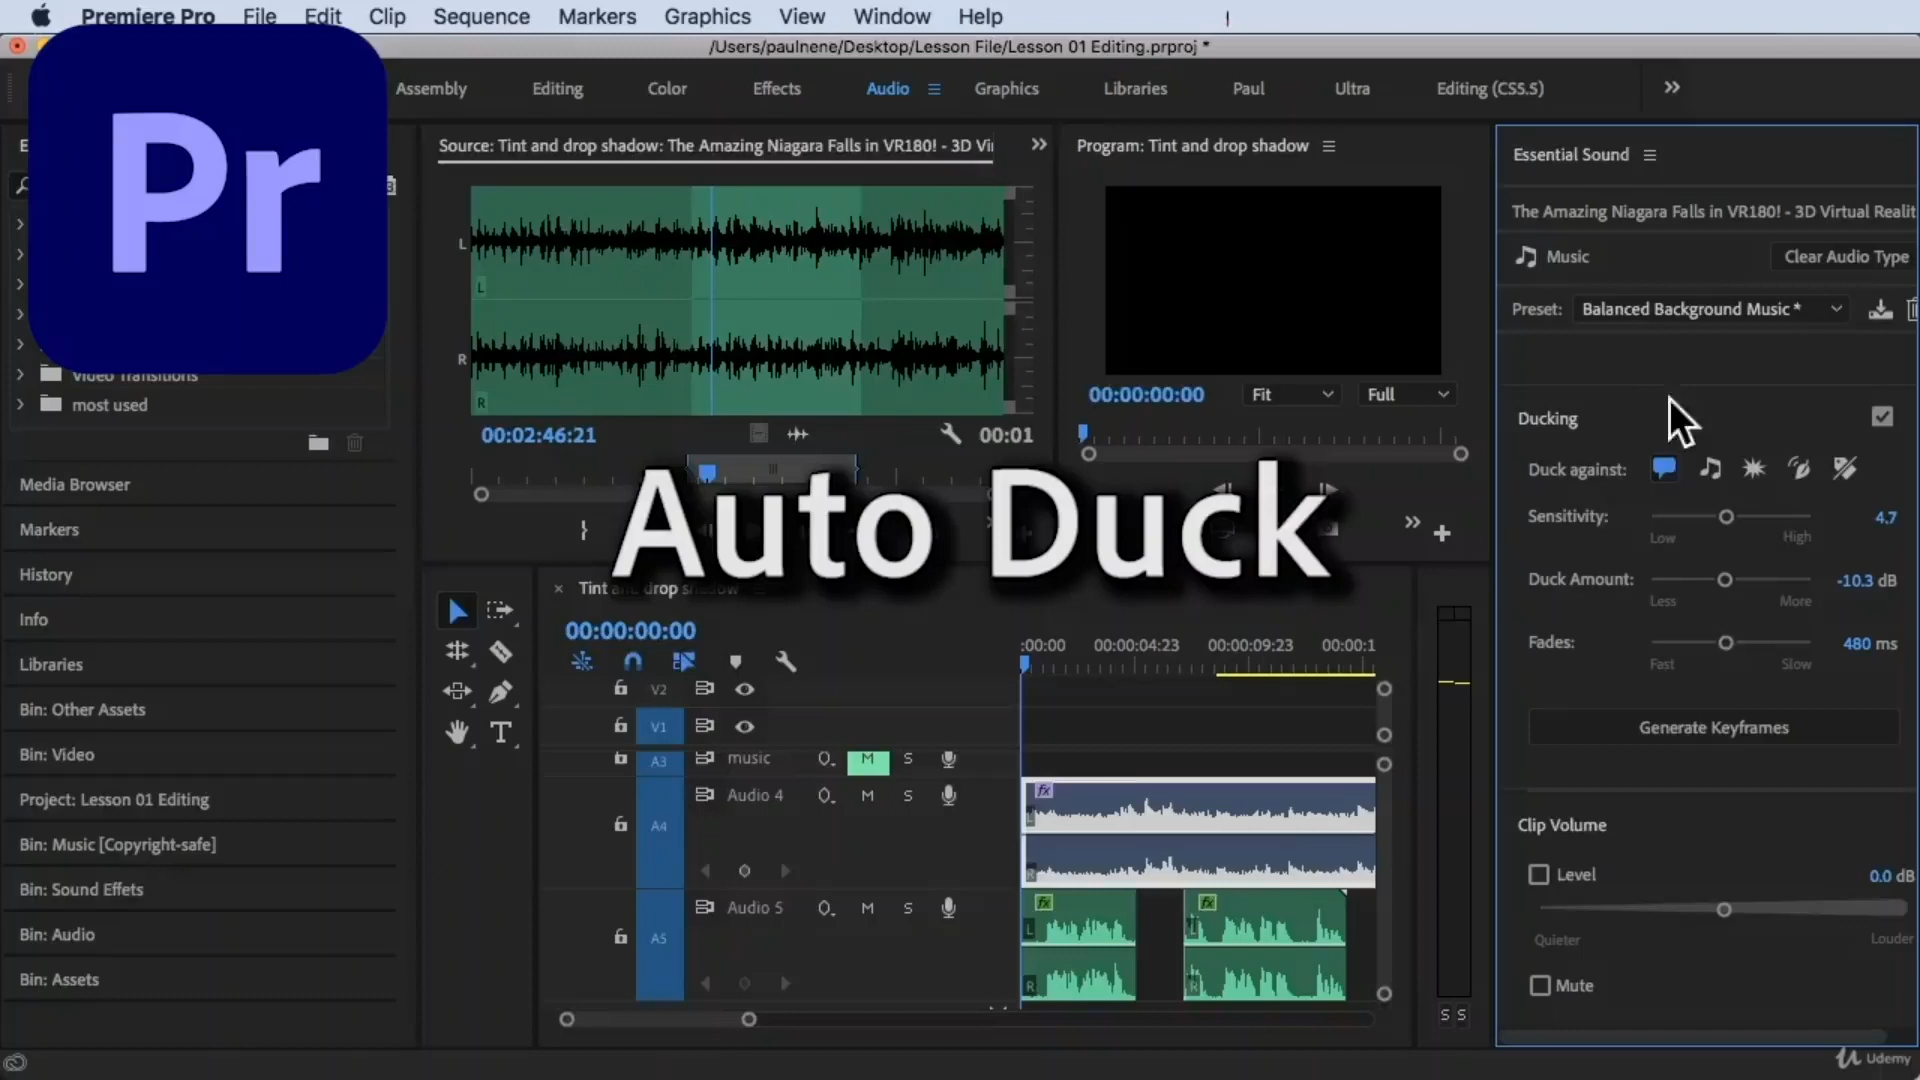 Premiere Pro File Edit Clip Sequence Markers Graphics View Window Help
/Users/paulnene/Desktop/Lesson File/Lesson 01 Editing.prproj *
Assembly Editing Color Effects Audio Graphics Libraries Paul Ultra Editing (CS5.5)
Pr
Video Transitions
most used
Media Browser
Markers
History
Info
Libraries
Bin: Other Assets
Bin: Video
Project: Lesson 01 Editing
Bin: Music [Copyright-safe]
Bin: Sound Effets
Bin: Audio
Bin: Assets
Source: Tint and drop shadow: The Amazing Niagara Falls in VR180! - 3D Vi
L
L
R
R
00:02:46:21
00:01
Program: Tint and drop shadow
00:00:00:00 Fit Full
Auto Duck
Tint and drop shadow
00:00:00:00
:00:00 00:00:04:23 00:00:09:23 00:00:1
V2
V1
A3 music M S
A4 Audio 4 M S
fx
L
R
A5 Audio 5 M S
fx fx
L L
R R
S S
Essential Sound
The Amazing Niagara Falls in VR180! - 3D Virtual Realit
Music Clear Audio Type
Preset: Balanced Background Music *
Ducking
Duck against:
Sensitivity: 4.7
Low High
Duck Amount: -10.3 dB
Less More
Fades: 480 ms
Fast Slow
Generate Keyframes
Clip Volume
Level 0.0 dB
Quieter Louder
Mute
Udemy